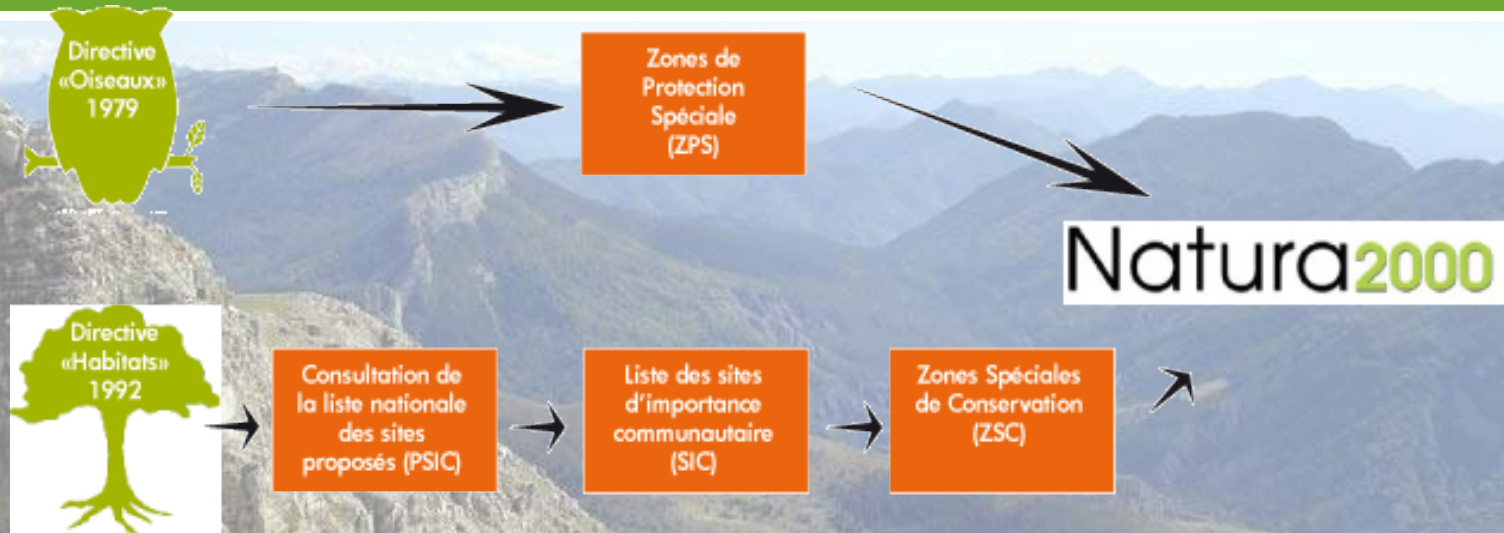 Directive
«Oiseaux»
1979
Zones de
Protection
Spéciale
(ZPS)
Natura2000
Directive
«Habitats»
1992
Consultation de
la liste nationale
des sites
proposés (PSIC)
Liste des sites
d'importance
communautaire
(SIC)
Zones Spéciales
de Conservation
(ZSC)